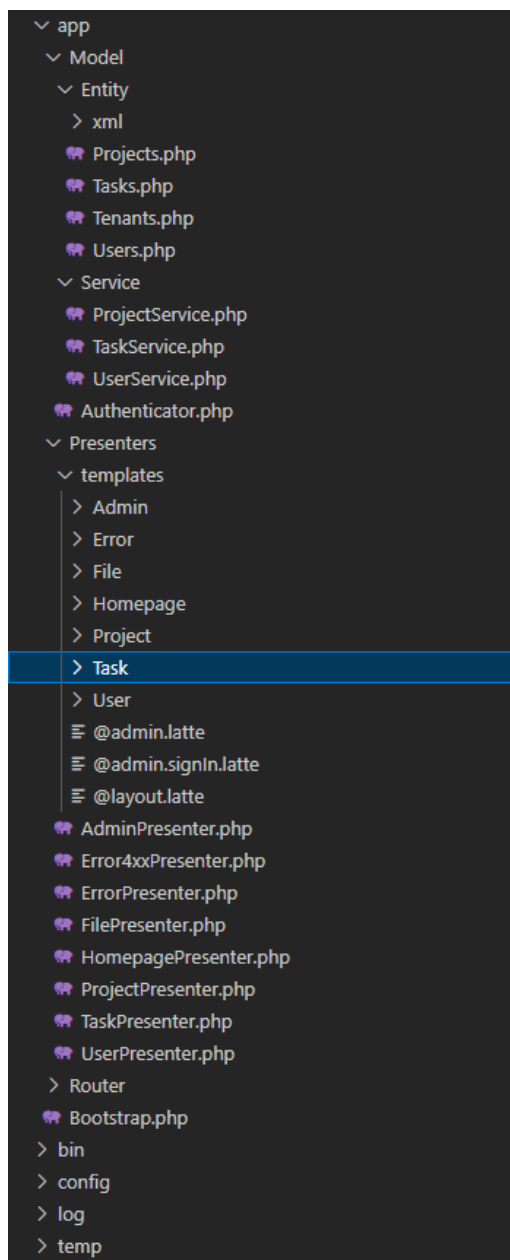 app
Model
Entity
xml
Projects.php
Tasks.php
Tenants.php
Users.php
Service
ProjectService.php
TaskService.php
UserService.php
Authenticator.php
Presenters
templates
Admin
Error
File
Homepage
Project
Task
User
@admin.latte
@admin.signIn.latte
@layout.latte
AdminPresenter.php
Error4xxPresenter.php
ErrorPresenter.php
FilePresenter.php
HomepagePresenter.php
ProjectPresenter.php
TaskPresenter.php
UserPresenter.php
Router
Bootstrap.php
bin
config
log
temp